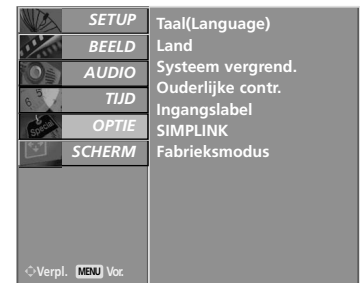 SETUP
BEELD
AUDIO
TIJD
OPTIE
SCHERM
Verpl. MENU Vor.
Taal(Language)
Land
Systeem vergrend.
Ouderlijke contr.
Ingangslabel
SIMPLINK
Fabrieksmodus
Special